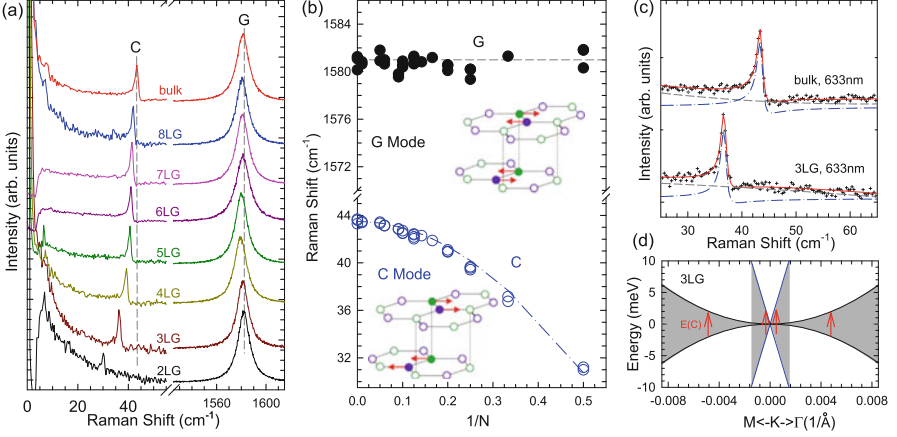 (a)
C
G
bulk
8LG
7LG
6LG
5LG
4LG
3LG
2LG
Intensity (arb. units)
0 20 40 1560 1600
Raman Shift (cm⁻¹)
(b)
1584
1580
1576
1572
44
40
36
32
G
G Mode
C
C Mode
Raman Shift (cm⁻¹)
0.0 0.1 0.2 0.3 0.4 0.5
1/N
(c)
bulk, 633nm
3LG, 633nm
Intensity (arb. units)
30 40 50 60
Raman Shift (cm⁻¹)
(d)
3LG
E(C)
10
5
0
-5
-10
Energy (meV)
-0.008 -0.004 0.000 0.004 0.008
M<-K->Γ(1/Å)